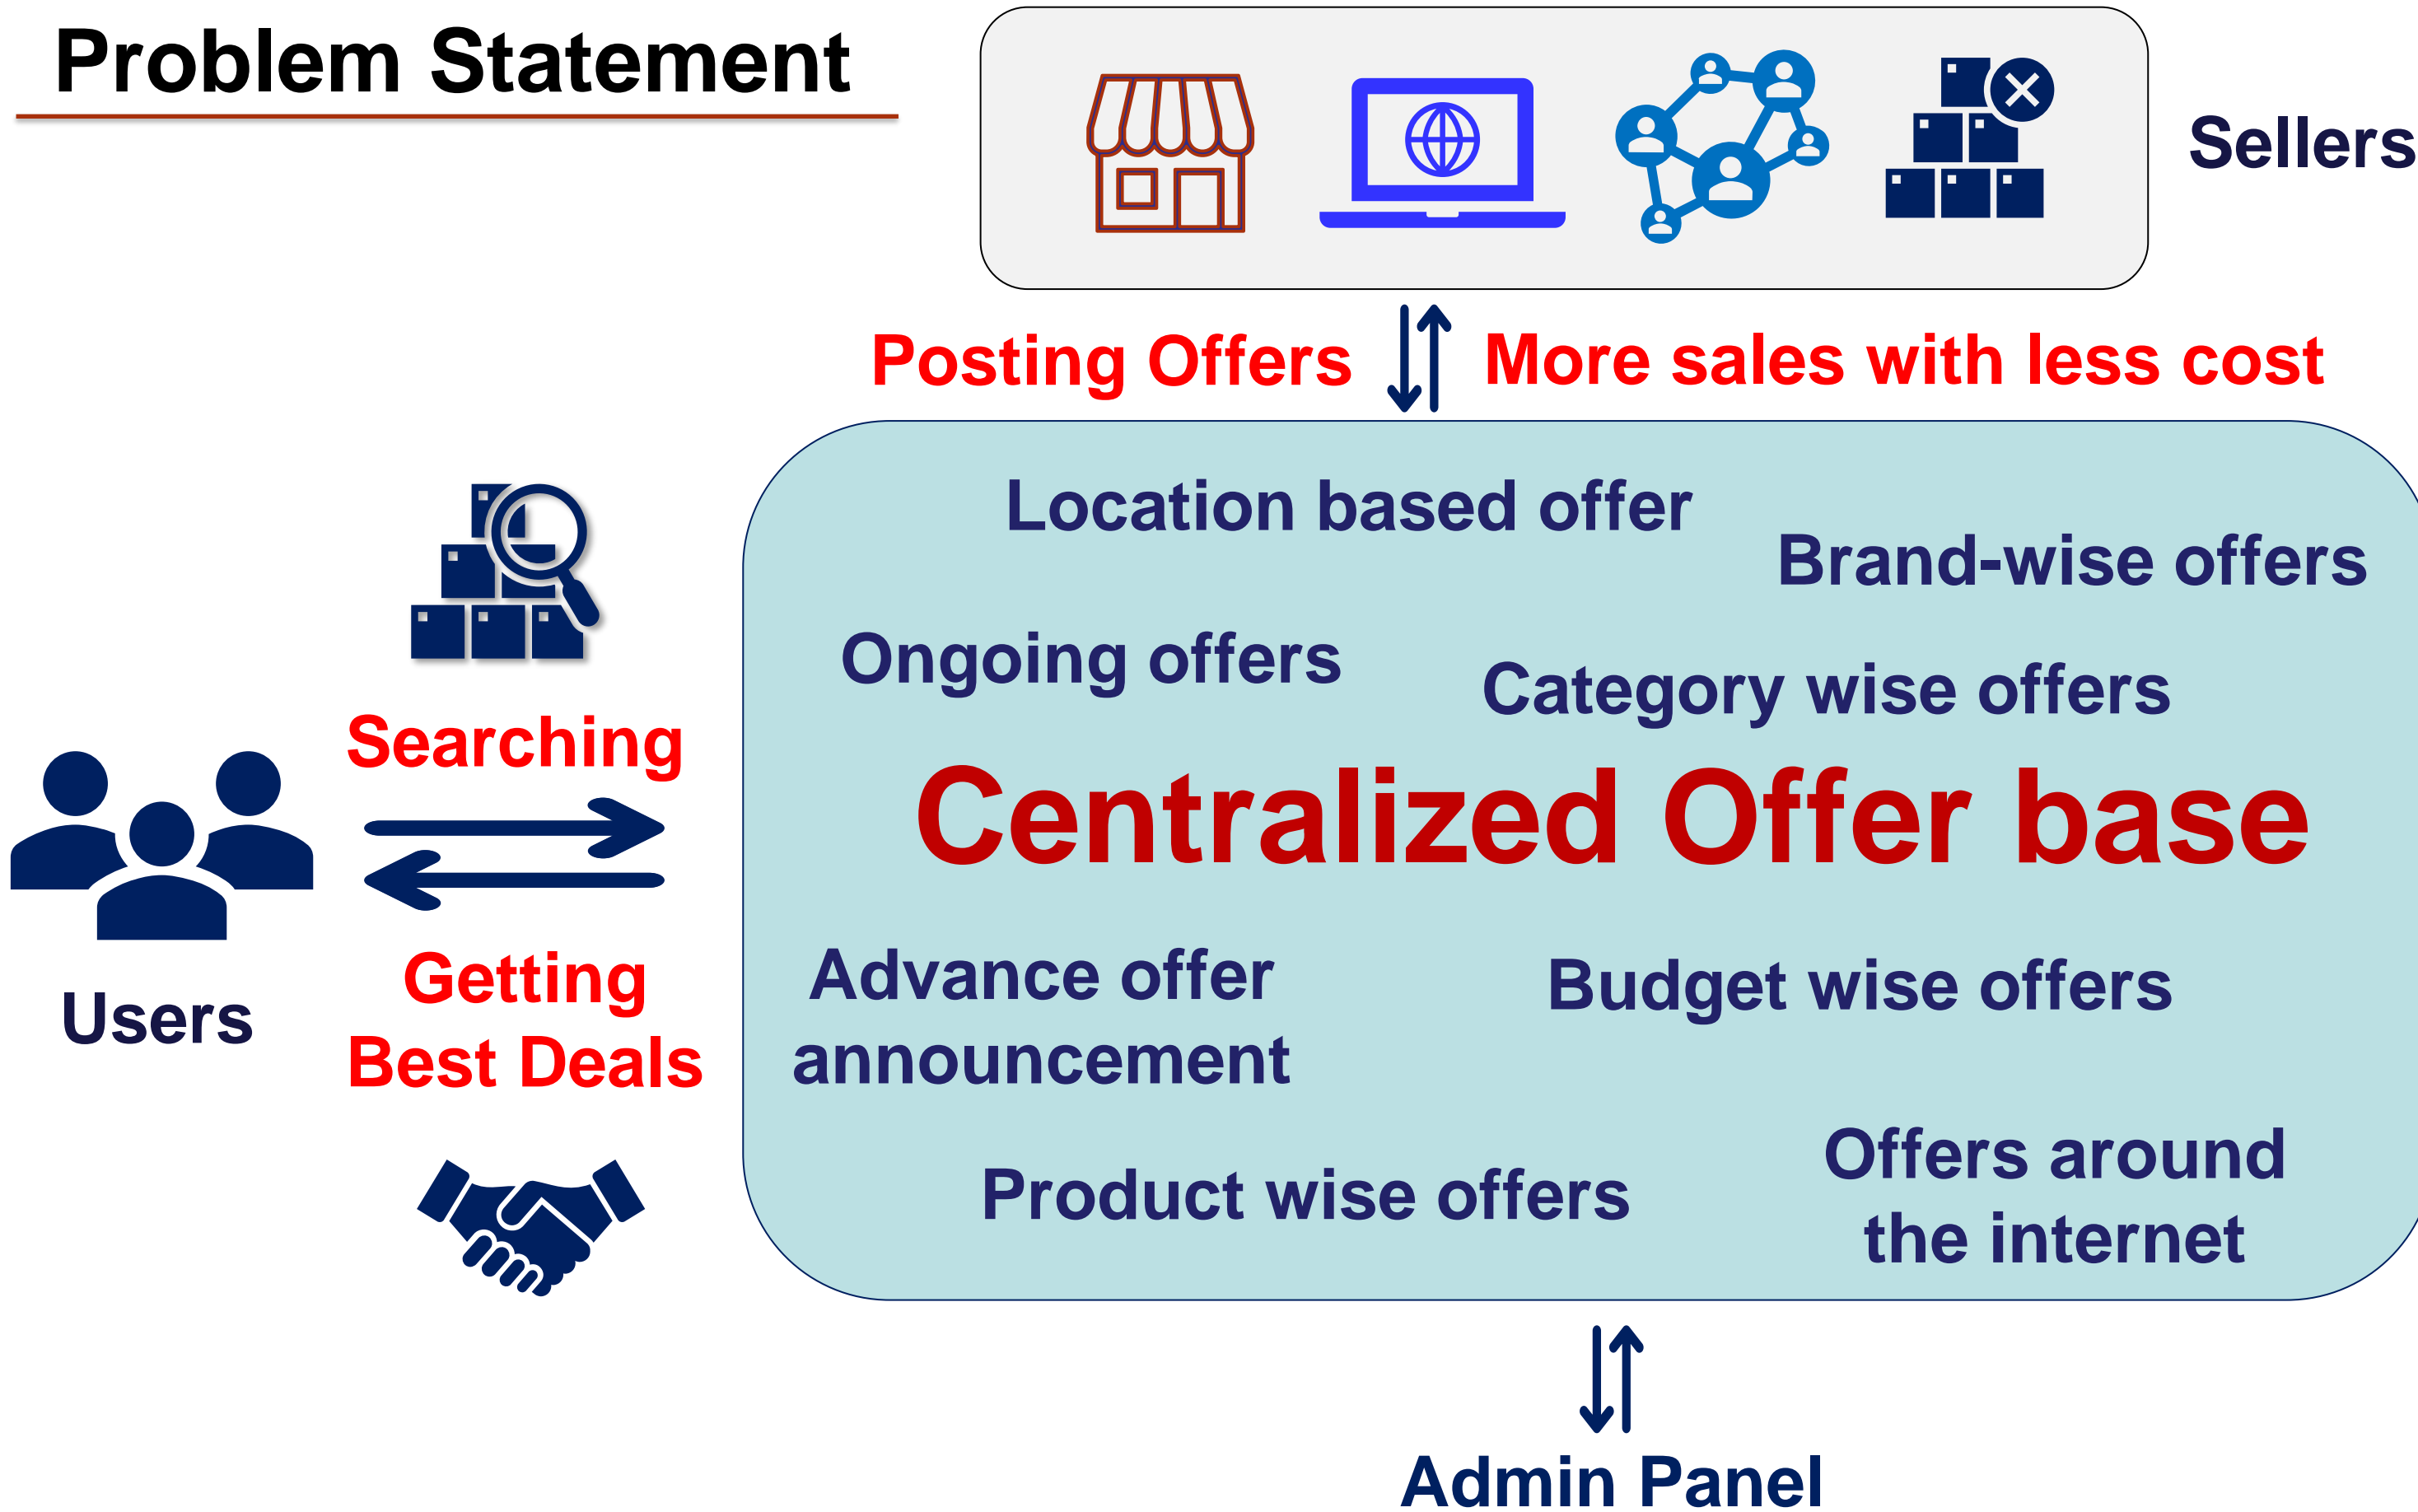 Problem Statement
Sellers
Posting Offers
More sales with less cost
Location based offer
Brand-wise offers
Ongoing offers
Category wise offers
Searching
Centralized Offer base
Users
Getting
Best Deals
Advance offer
announcement
Budget wise offers
Product wise offers
Offers around
the internet
Admin Panel